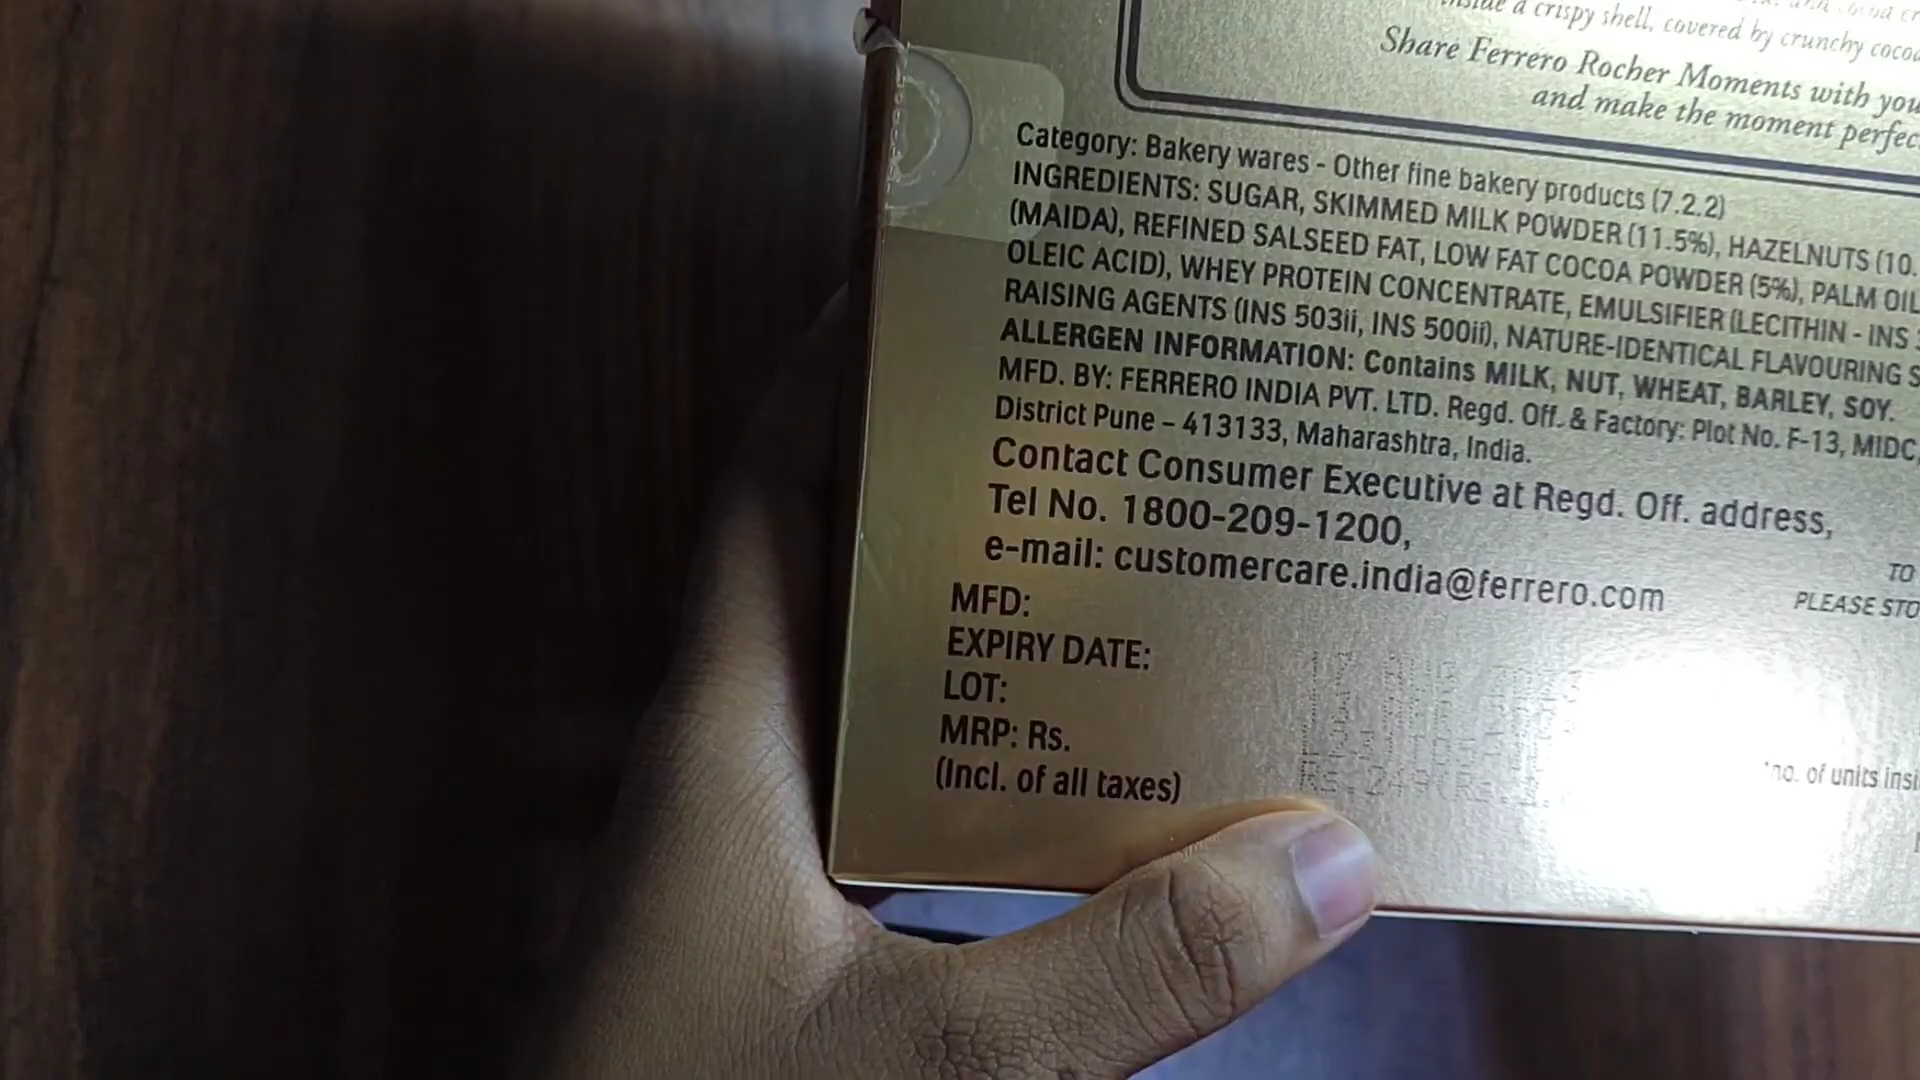 a crispy shell, covered by crunchy
Share Ferrero Rocher Moments with
and make the moment
Category: Bakery wares - Other fine bakery products (7.2.2)
INGREDIENTS: SUGAR, SKIMMED MILK POWDER (11.5%), HAZELNUTS (10.
(MAIDA), REFINED SALSEED FAT, LOW FAT COCOA POWDER (5%), PALM OIL
OLEIC ACID), WHEY PROTEIN CONCENTRATE, EMULSIFIER (LECITHIN - INS
RAISING AGENTS (INS 503ii, INS 500ii), NATURE-IDENTICAL FLAVOURING
ALLERGEN INFORMATION: Contains MILK, NUT, WHEAT, BARLEY, SOY.
MFD. BY: FERRERO INDIA PVT. LTD. Regd. Off. & Factory: Plot No. F-13, MIDC,
District Pune – 413133, Maharashtra, India.
Contact Consumer Executive at Regd. Off. address,
Tel No. 1800-209-1200,
e-mail: customercare.india@ferrero.com
TO
PLEASE
MFD:
EXPIRY DATE:
LOT:
MRP: Rs.
(Incl. of all taxes)
*no. of units